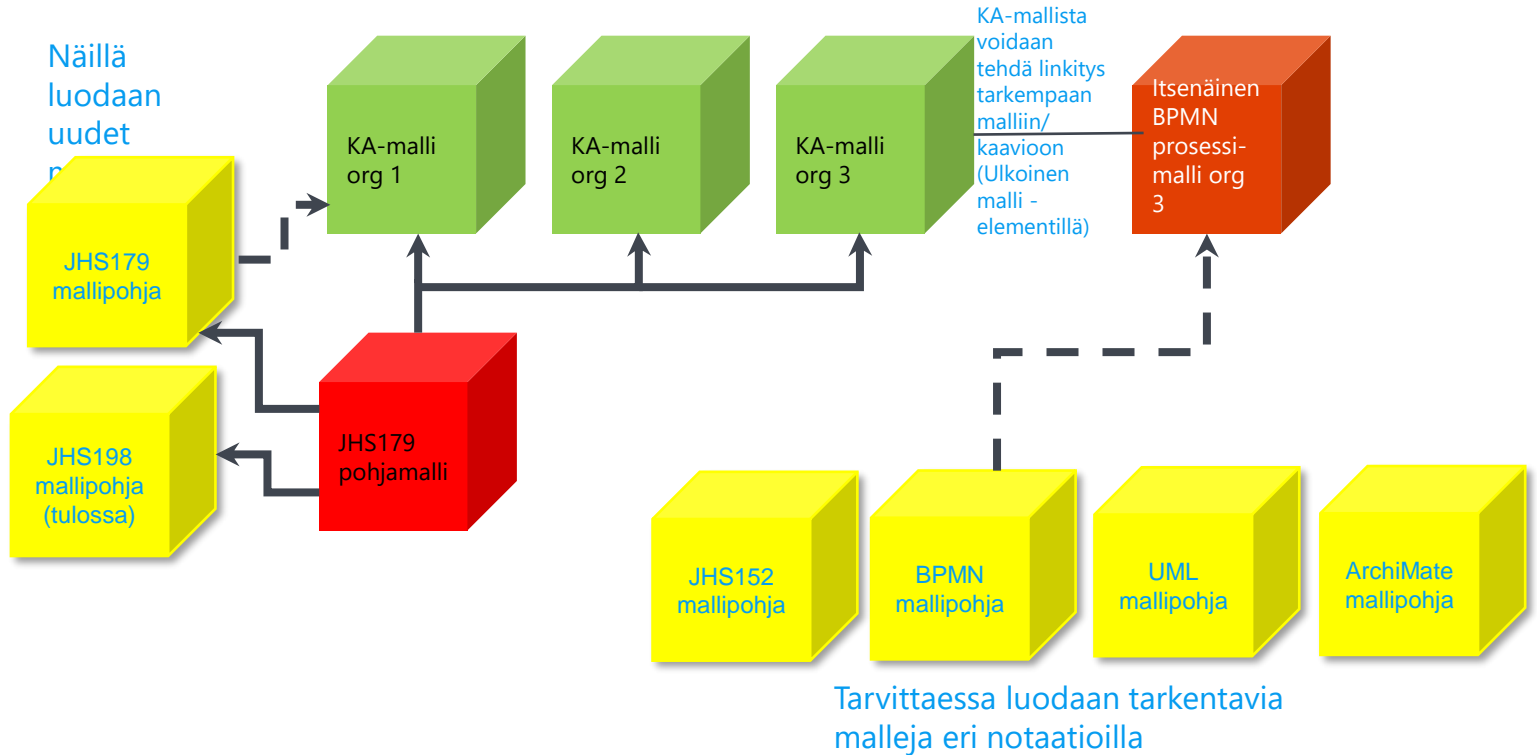 Näillä
luodaan
uudet
KA-malli
org 1
KA-malli
org 2
KA-malli
org 3
KA-mallista
voidaan
tehdä linkitys
tarkempaan
malliin/
kaavioon
(Ulkoinen
malli -
elementillä)
Itsenäinen
BPMN
prosessi-
malli org
3
JHS179
mallipohja
JHS198
mallipohja
(tulossa)
JHS179
pohjamalli
JHS152
mallipohja
BPMN
mallipohja
UML
mallipohja
ArchiMate
mallipohja
Tarvittaessa luodaan tarkentavia
malleja eri notaatioilla